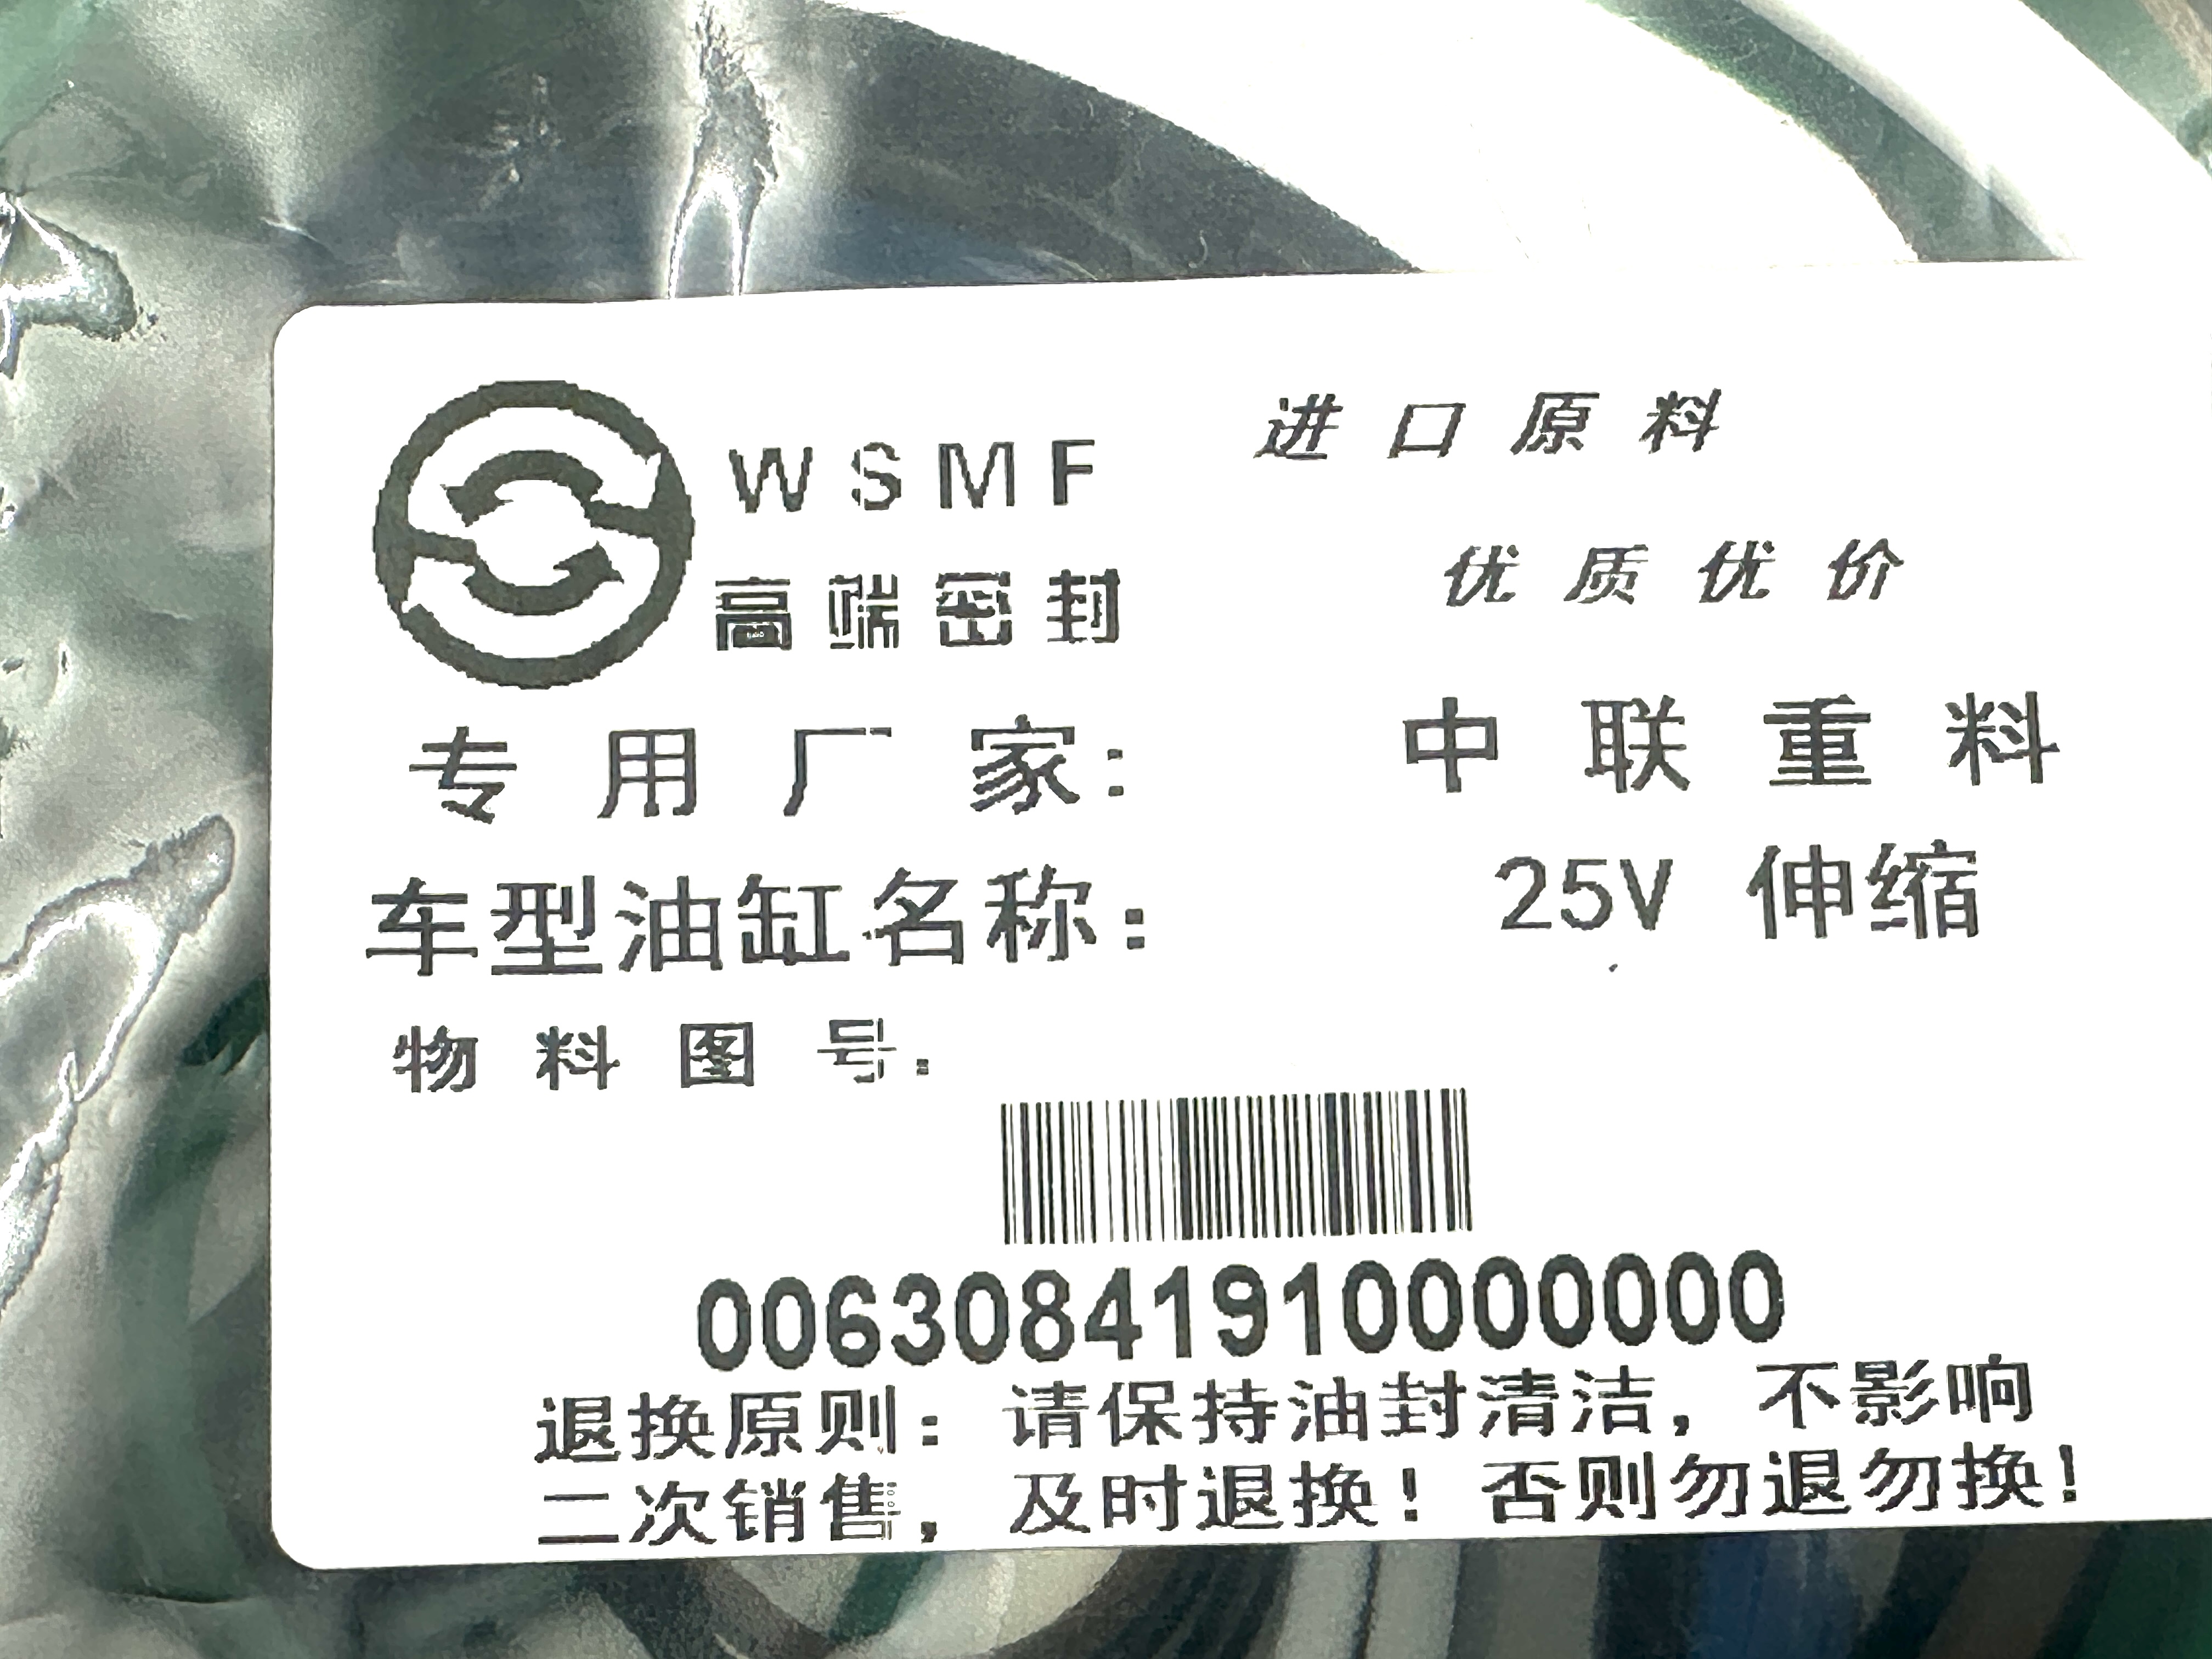 WSMF
高端密封
进口原料
优质优价
专用厂家: 中联重料
车型油缸名称: 25V 伸缩
物料图号:
00630841910000000
退换原则: 请保持油封清洁, 不影响
二次销售, 及时退换! 否则勿退勿换!